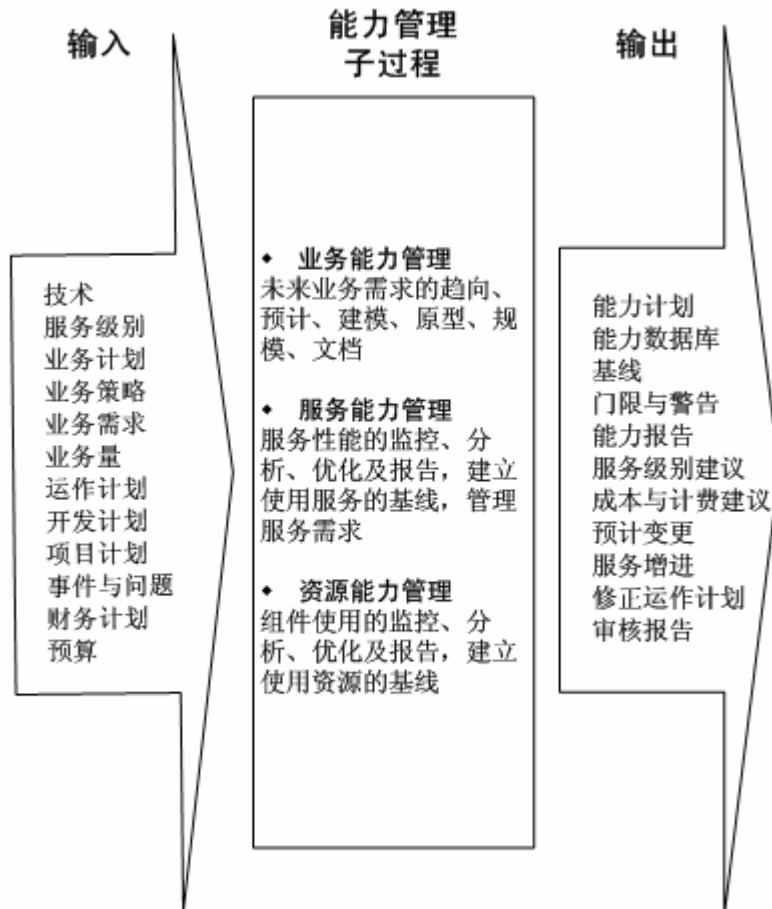 输入
技术
服务级别
业务计划
业务策略
业务需求
业务量
运作计划
开发计划
项目计划
事件与问题
财务计划
预算
能力管理
子过程
◆ 业务能力管理
未来业务需求的趋向、
预计、建模、原型、规
模、文档
◆ 服务能力管理
服务性能的监控、分
析、优化及报告，建立
使用服务的基线，管理
服务需求
◆ 资源能力管理
组件使用的监控、分
析、优化及报告，建立
使用资源的基线
输出
能力计划
能力数据库
基线
门限与警告
能力报告
服务级别建议
成本与计费建议
预计变更
服务增进
修正运作计划
审核报告